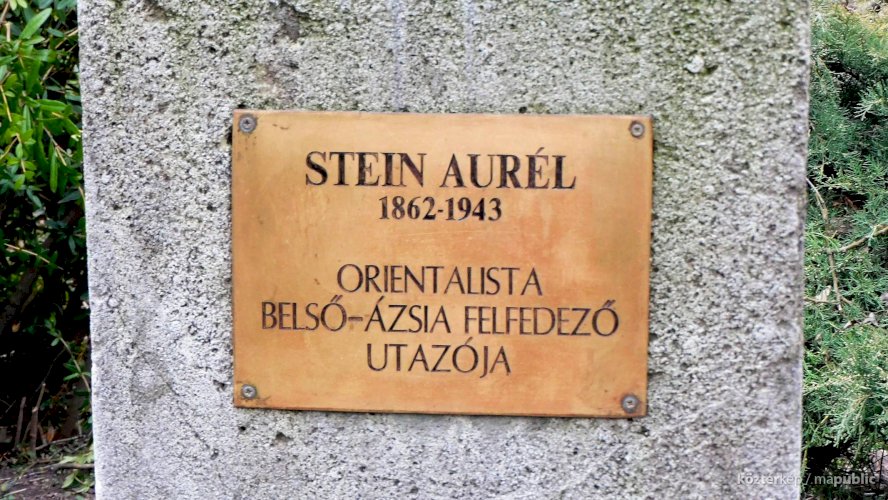 STEIN AURÉL
1862-1943
ORIENTALISTA
BELSŐ-ÁZSIA FELFEDEZŐ
UTAZÓJA
köztérkép / mapublic